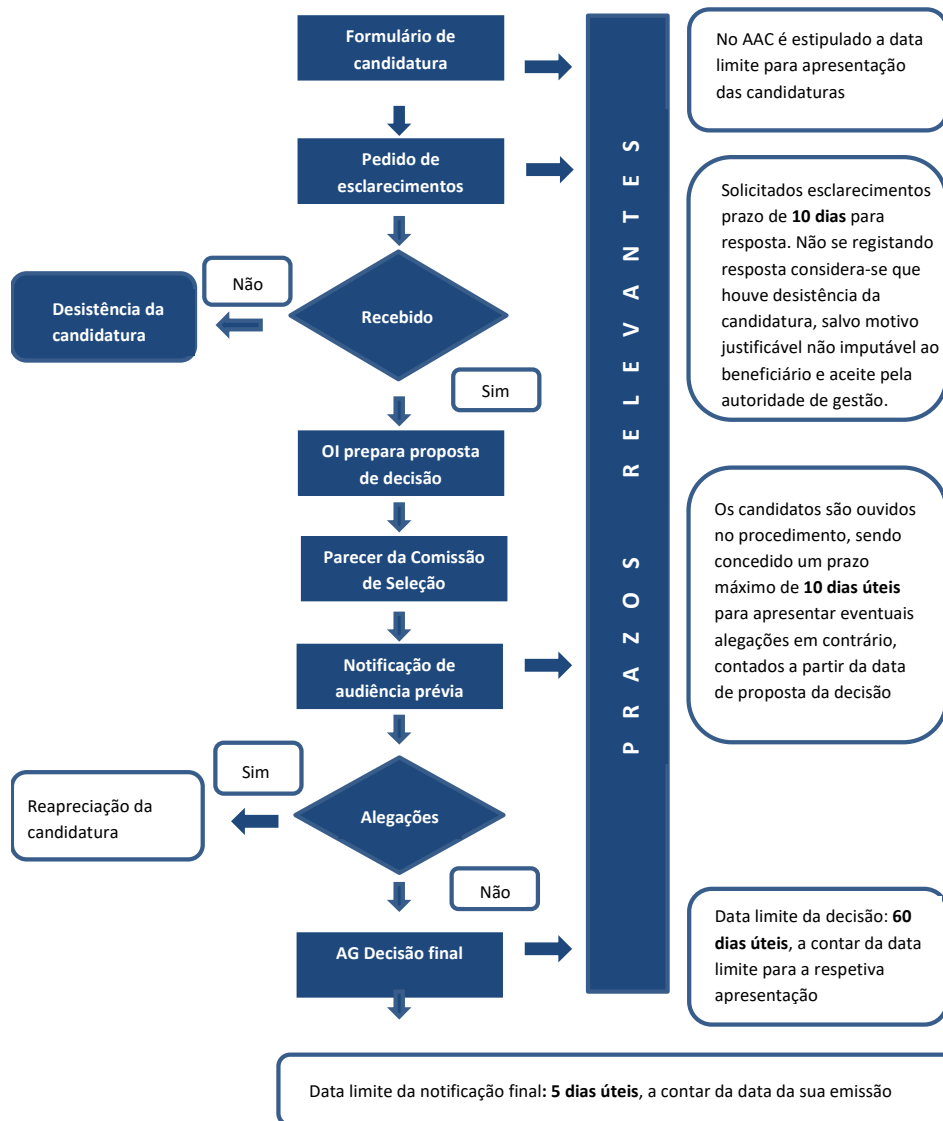 Formulário de
candidatura
No AAC é estipulado a data
limite para apresentação
das candidaturas
Pedido de
esclarecimentos
Solicitados esclarecimentos
prazo de 10 dias para
resposta. Não se registando
resposta considera-se que
houve desistência da
candidatura, salvo motivo
justificável não imputável ao
beneficiário e aceite pela
autoridade de gestão.
Não
Desistência da
candidatura
Recebido
Sim
OI prepara proposta
de decisão
Parecer da Comissão
de Seleção
Notificação de
audiência prévia
Os candidatos são ouvidos
no procedimento, sendo
concedido um prazo
máximo de 10 dias úteis
para apresentar eventuais
alegações em contrário,
contados a partir da data
de proposta da decisão
PRAZOS RELEVANTES
Sim
Reapreciação da
candidatura
Alegações
Não
AG Decisão final
Data limite da decisão: 60
dias úteis, a contar da data
limite para a respetiva
apresentação
Data limite da notificação final: 5 dias úteis, a contar da data da sua emissão